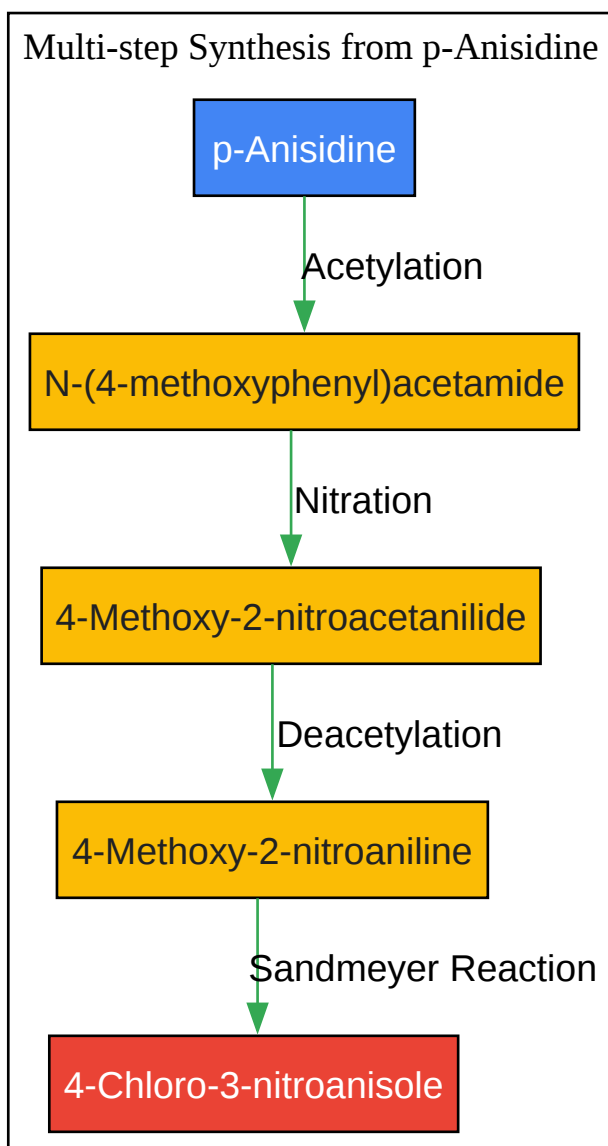 Multi-step Synthesis from p-Anisidine
p-Anisidine
Acetylation
N-(4-methoxyphenyl)acetamide
Nitration
4-Methoxy-2-nitroacetanilide
Deacetylation
4-Methoxy-2-nitroaniline
Sandmeyer Reaction
4-Chloro-3-nitroanisole